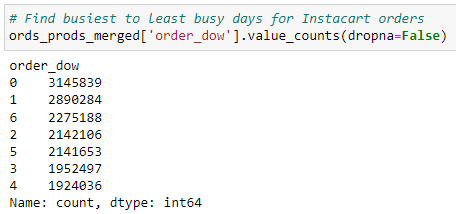 # Find busiest to least busy days for Instacart orders
ords_prods_merged['order_dow'].value_counts(dropna=False)
order_dow
0    3145839
1    2890284
6    2275188
2    2142106
5    2141653
3    1952497
4    1924036
Name: count, dtype: int64